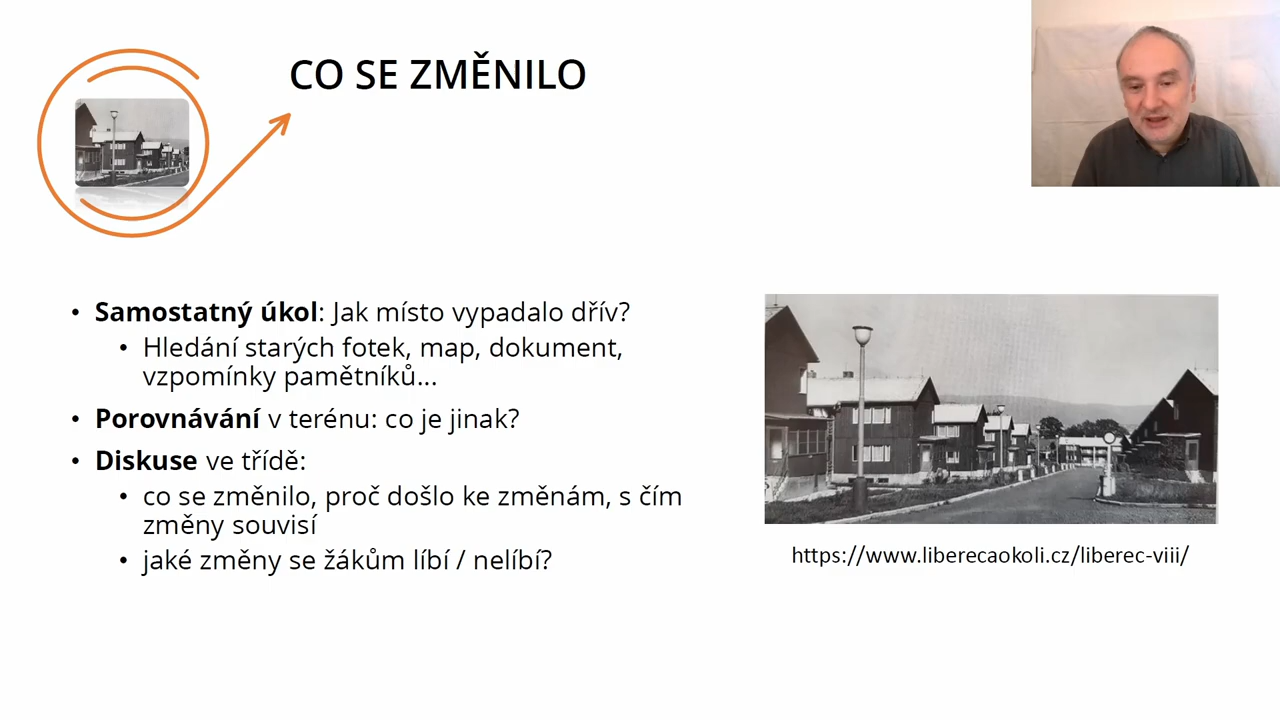 CO SE ZMĚNILO
• Samostatný úkol: Jak místo vypadalo dřív?
• Hledání starých fotek, map, dokument,
vzpomínky pamětníků...
• Porovnávání v terénu: co je jinak?
• Diskuse ve třídě:
• co se změnilo, proč došlo ke změnám, s čím
změny souvisí
• jaké změny se žákům líbí / nelíbí?
https://www.liberecaokoli.cz/liberec-viii/